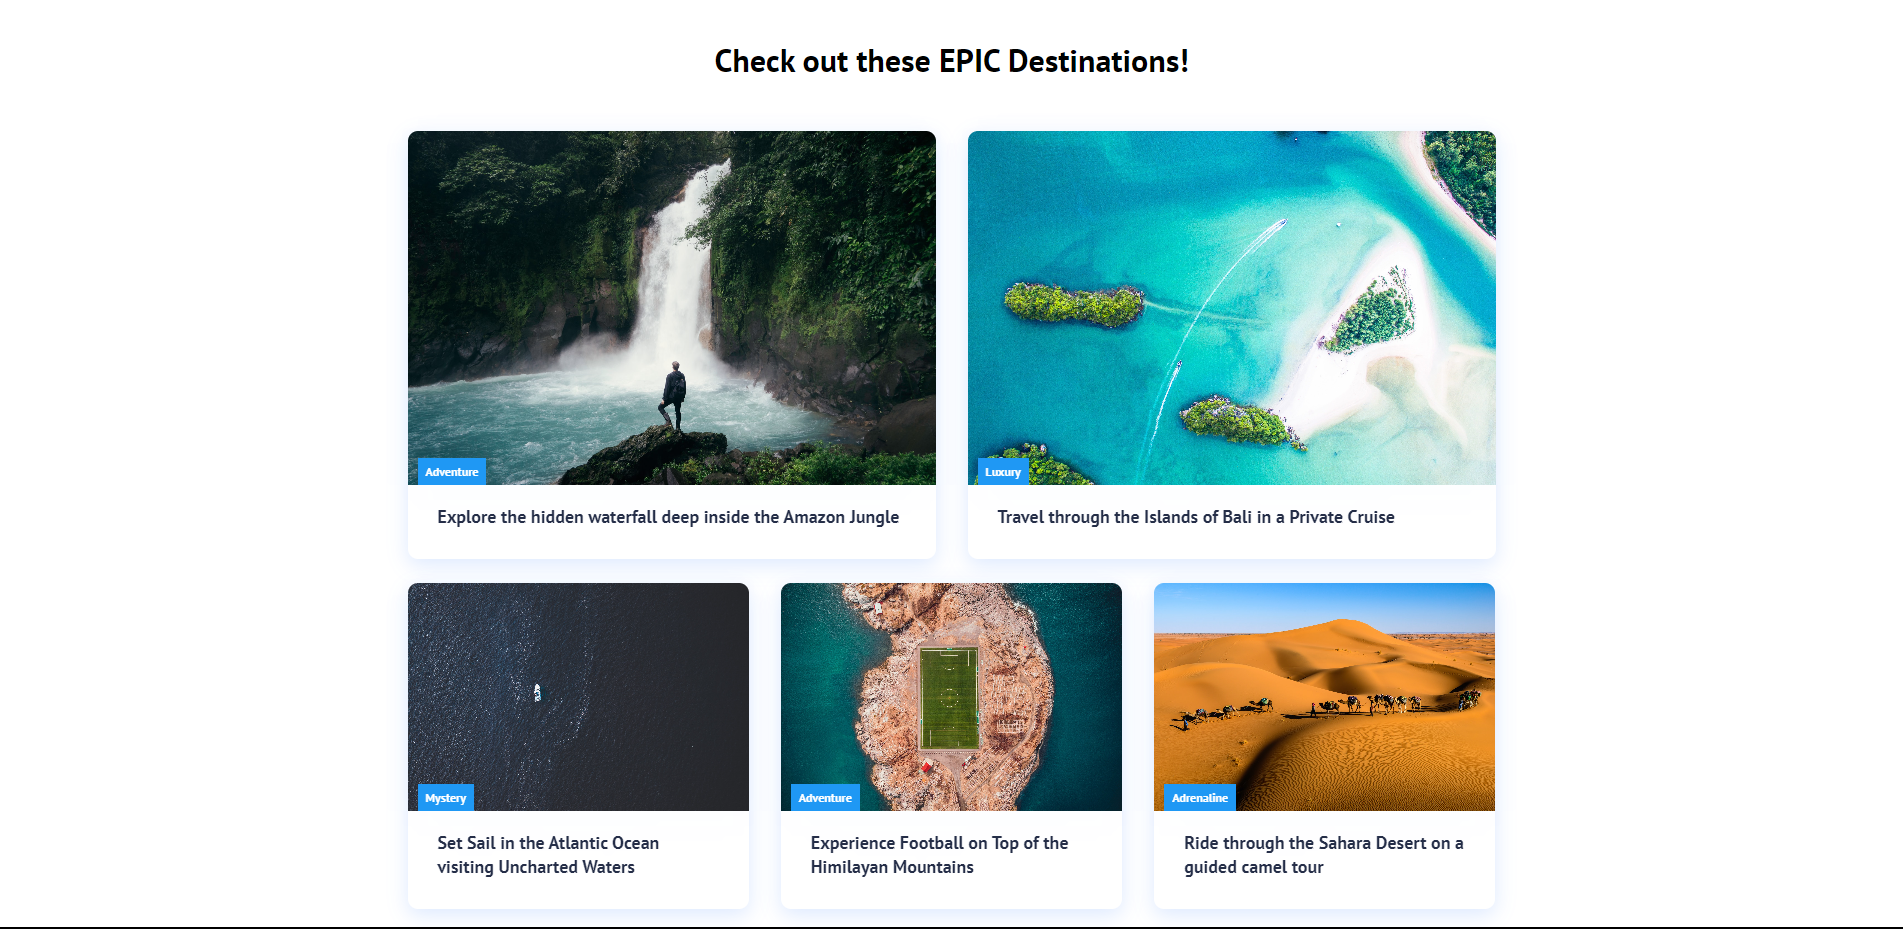 Check out these EPIC Destinations!
Adventure
Explore the hidden waterfall deep inside the Amazon Jungle
Luxury
Travel through the Islands of Bali in a Private Cruise
Mystery
Set Sail in the Atlantic Ocean
visiting Uncharted Waters
Adventure
Experience Football on Top of the
Himilayan Mountains
Adrenaline
Ride through the Sahara Desert on a
guided camel tour